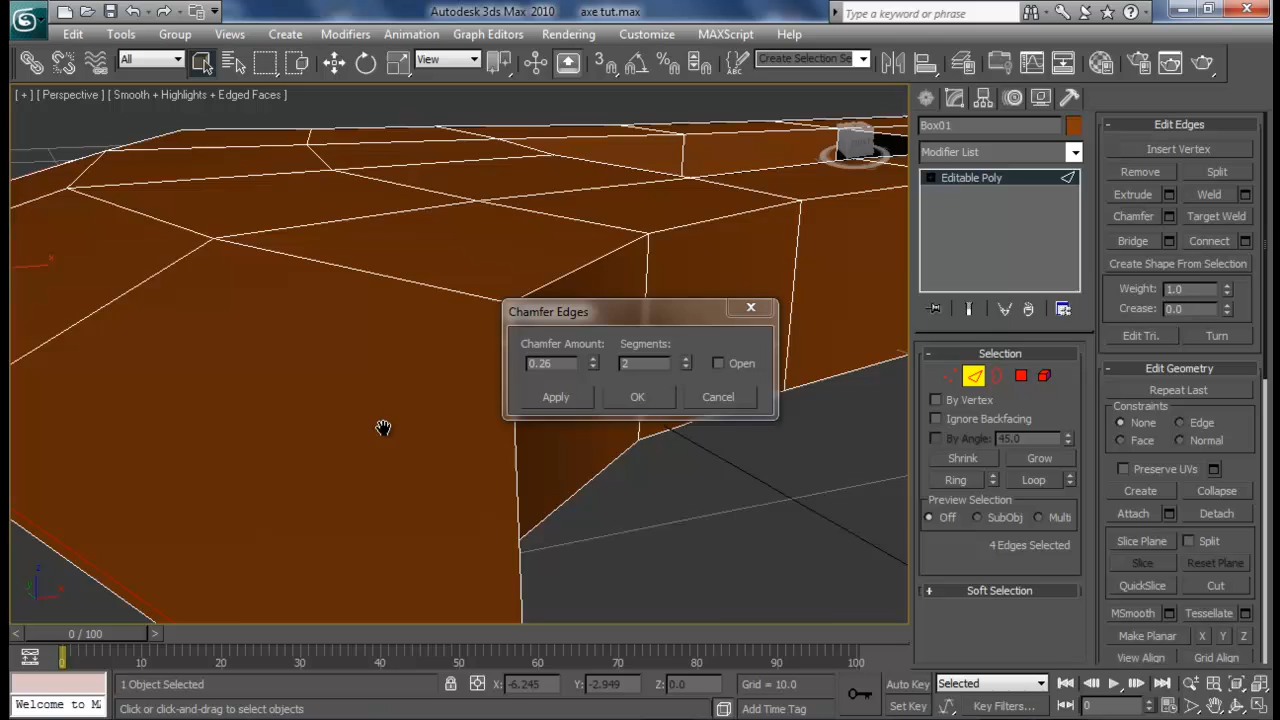 Autodesk 3ds Max 2010 axe tut.max
Type a keyword or phrase
Edit Tools Group Views Create Modifiers Animation Graph Editors Rendering Customize MAXScript Help
All
View
Create Selection Se
[ + ] [ Perspective ] [ Smooth + Highlights + Edged Faces ]
Box01
Modifier List
Editable Poly
Chamfer Edges
Chamfer Amount: Segments:
0.26 2 Open
Apply OK Cancel
Selection
By Vertex
Ignore Backfacing
By Angle: 45.0
Shrink Grow
Ring Loop
Preview Selection
Off SubObj Multi
4 Edges Selected
Soft Selection
Edit Edges
Insert Vertex
Remove Split
Extrude Weld
Chamfer Target Weld
Bridge Connect
Create Shape From Selection
Weight: 1.0
Crease: 0.0
Edit Tri. Turn
Edit Geometry
Repeat Last
Constraints
None Edge
Face Normal
Preserve UVs
Create Collapse
Attach Detach
Slice Plane Split
Slice Reset Plane
QuickSlice Cut
MSmooth Tessellate
Make Planar X Y Z
View Align Grid Align
z
x
y
x
< 0 / 100 >
0 10 20 30 40 50 60 70 80 90 100
1 Object Selected X: -6.245 Y: -2.949 Z: 0.0 Grid = 10.0 Auto Key Selected
Welcome to M
Click or click-and-drag to select objects Add Time Tag Set Key Key Filters... 0